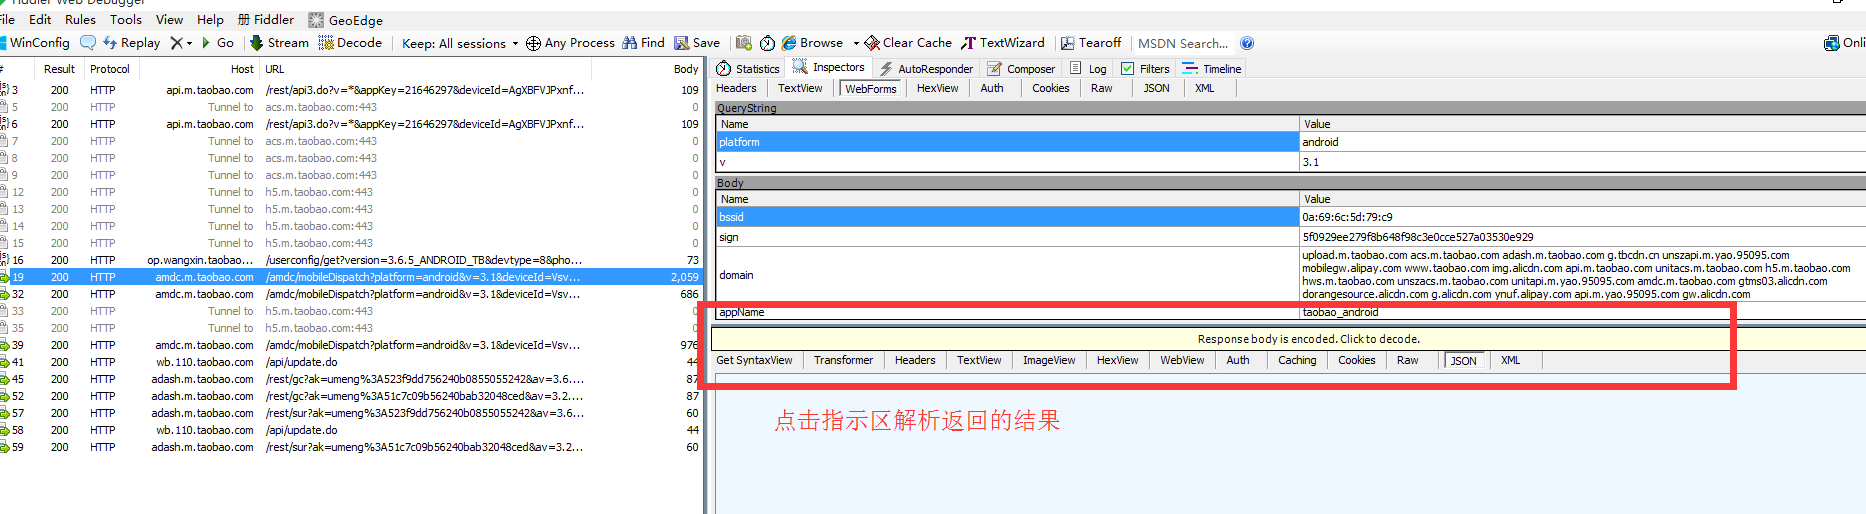 Fiddler Web Debugger
File Edit Rules Tools View Help 册 Fiddler GeoEdge
WinConfig Replay Go Stream Decode Keep: All sessions Any Process Find Save Browse Clear Cache TextWizard Tearoff MSDN Search... Onli
# Result Protocol Host URL Body
3 200 HTTP api.m.taobao.com /rest/api3.do?v=*&appKey=21646297&deviceId=AgXBFVJPxnf... 109
5 200 HTTP Tunnel to acs.m.taobao.com:443 0
6 200 HTTP api.m.taobao.com /rest/api3.do?v=*&appKey=21646297&deviceId=AgXBFVJPxnf... 109
7 200 HTTP Tunnel to acs.m.taobao.com:443 0
8 200 HTTP Tunnel to acs.m.taobao.com:443 0
9 200 HTTP Tunnel to acs.m.taobao.com:443 0
12 200 HTTP Tunnel to h5.m.taobao.com:443 0
13 200 HTTP Tunnel to h5.m.taobao.com:443 0
14 200 HTTP Tunnel to h5.m.taobao.com:443 0
15 200 HTTP Tunnel to h5.m.taobao.com:443 0
16 200 HTTP op.wangxin.taobao... /userconfig/get?version=3.6.5_ANDROID_TB&devtype=8&pho... 73
19 200 HTTP amdc.m.taobao.com /amdc/mobileDispatch?platform=android&v=3.1&deviceId=Vsv... 2,059
32 200 HTTP amdc.m.taobao.com /amdc/mobileDispatch?platform=android&v=3.1&deviceId=Vsv... 686
33 200 HTTP Tunnel to h5.m.taobao.com:443 0
35 200 HTTP Tunnel to h5.m.taobao.com:443 0
39 200 HTTP amdc.m.taobao.com /amdc/mobileDispatch?platform=android&v=3.1&deviceId=Vsv... 976
41 200 HTTP wb.110.taobao.com /api/update.do 44
45 200 HTTP adash.m.taobao.com /rest/gc?ak=umeng%3A523f9dd756240b0855055242&av=3.6.... 87
52 200 HTTP adash.m.taobao.com /rest/gc?ak=umeng%3A51c7c09b56240bab32048ced&av=3.2.... 87
57 200 HTTP adash.m.taobao.com /rest/sur?ak=umeng%3A523f9dd756240b0855055242&av=3.6... 60
58 200 HTTP wb.110.taobao.com /api/update.do 44
59 200 HTTP adash.m.taobao.com /rest/sur?ak=umeng%3A51c7c09b56240bab32048ced&av=3.2... 60
Statistics Inspectors AutoResponder Composer Log Filters Timeline
Headers TextView WebForms HexView Auth Cookies Raw JSON XML
QueryString
Name Value
platform android
v 3.1
Body
Name Value
bssid 0a:69:6c:5d:79:c9
sign 5f0929ee279f8b648f98c3e0cce527a03530e929
domain upload.m.taobao.com acs.m.taobao.com adash.m.taobao.com g.tbcdn.cn unszapi.m.yao.95095.com
mobilegw.alipay.com www.taobao.com img.alicdn.com api.m.taobao.com unitacs.m.taobao.com h5.m.taobao.com
hws.m.taobao.com unszacs.m.taobao.com unitapi.m.yao.95095.com amdc.m.taobao.com gtms03.alicdn.com
dorangesource.alicdn.com g.alicdn.com ynuf.alipay.com api.m.yao.95095.com gw.alicdn.com
appName taobao_android
Response body is encoded. Click to decode.
Get SyntaxView Transformer Headers TextView ImageView HexView WebView Auth Caching Cookies Raw JSON XML
点击指示区解析返回的结果